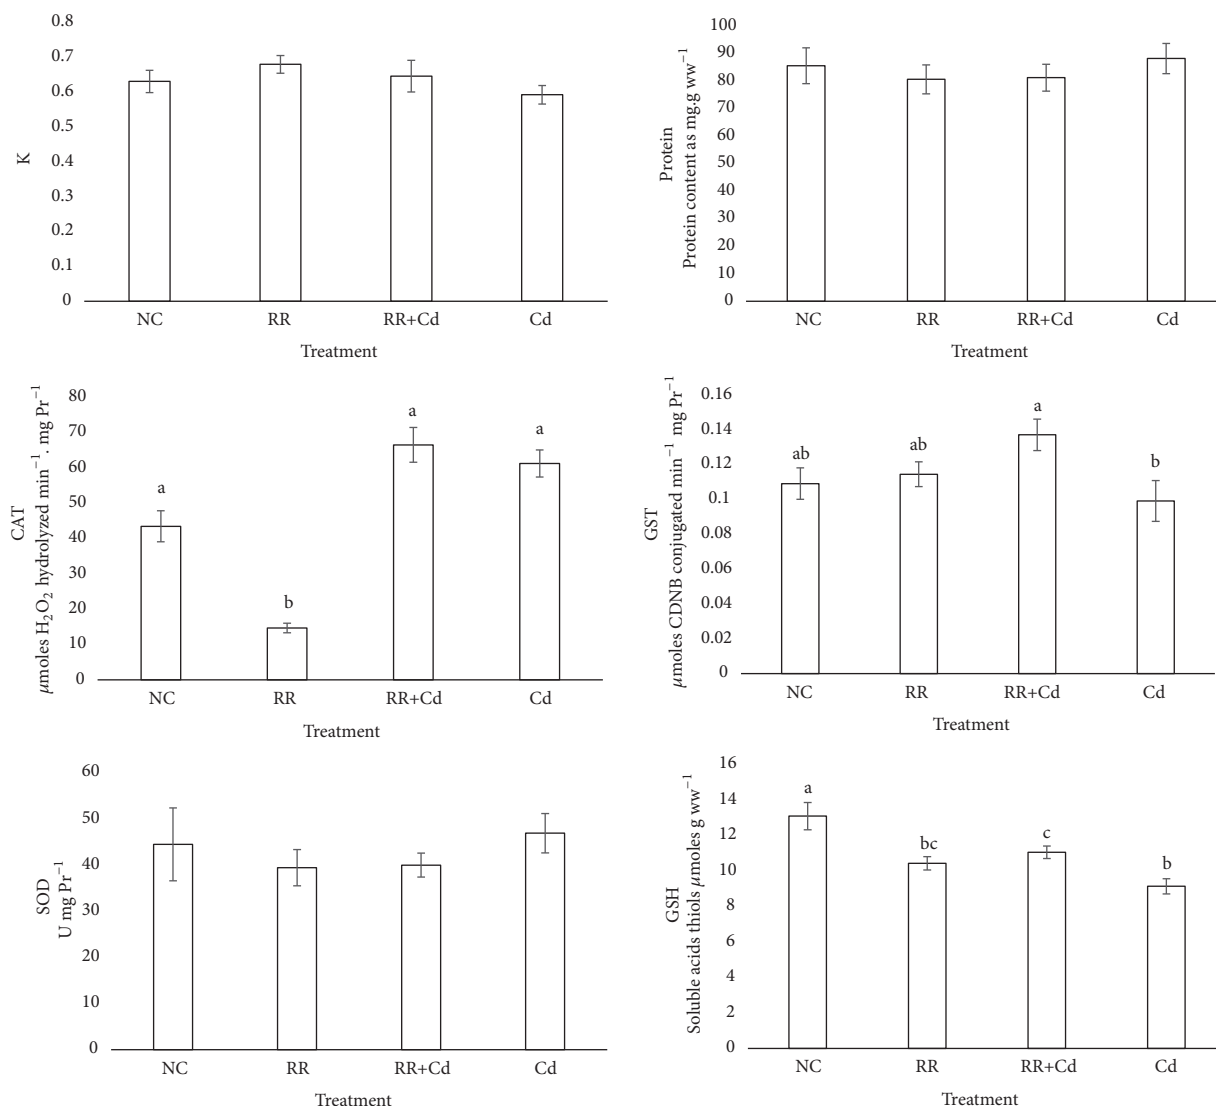 0.8
0.7
0.6
0.5
0.4
0.3
0.2
0.1
0
K
NC RR RR+Cd Cd
Treatment
100
90
80
70
60
50
40
30
20
10
0
Protein
Protein content as mg.g ww⁻¹
NC RR RR+Cd Cd
Treatment
80
70
60
50
40
30
20
10
0
CAT
μmoles H₂O₂ hydrolyzed min⁻¹. mg Pr⁻¹
a
b
a
a
NC RR RR+Cd Cd
Treatment
0.16
0.14
0.12
0.1
0.08
0.06
0.04
0.02
0
GST
μmoles CDNB conjugated min⁻¹ mg Pr⁻¹
ab
ab
a
b
NC RR RR+Cd Cd
Treatment
60
50
40
30
20
10
0
SOD
U mg Pr⁻¹
NC RR RR+Cd Cd
Treatment
16
14
12
10
8
6
4
2
0
GSH
Soluble acids thiols μmoles g ww⁻¹
a
bc
c
b
NC RR RR+Cd Cd
Treatment